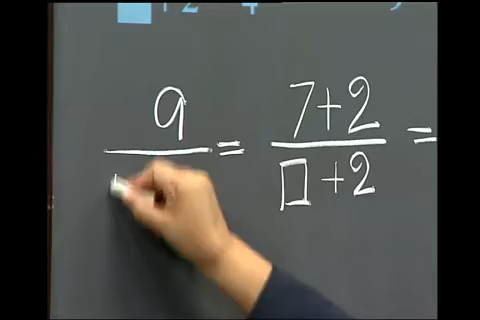 9 = 7+2 =
□ +2